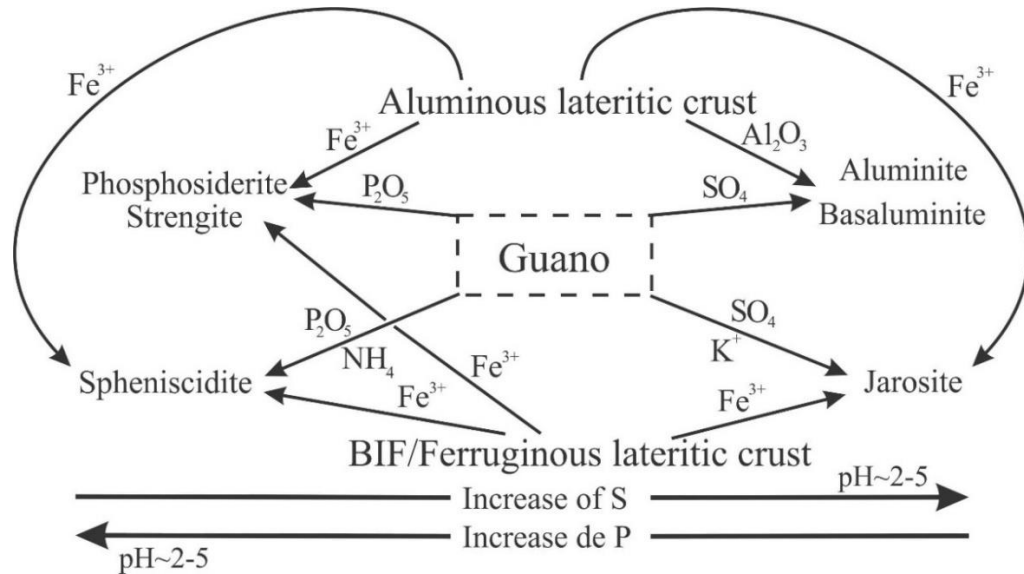 Fe³⁺
Fe³⁺
Aluminous lateritic crust
Fe³⁺
Al₂O₃
Phosphosiderite
Strengite
P₂O₅
SO₄
Aluminite
Basaluminite
Guano
P₂O₅
NH₄
SO₄
K⁺
Spheniscidite
Fe³⁺
Fe³⁺
Fe³⁺
Jarosite
BIF/Ferruginous lateritic crust
pH~2-5
Increase of S
Increase de P
pH~2-5